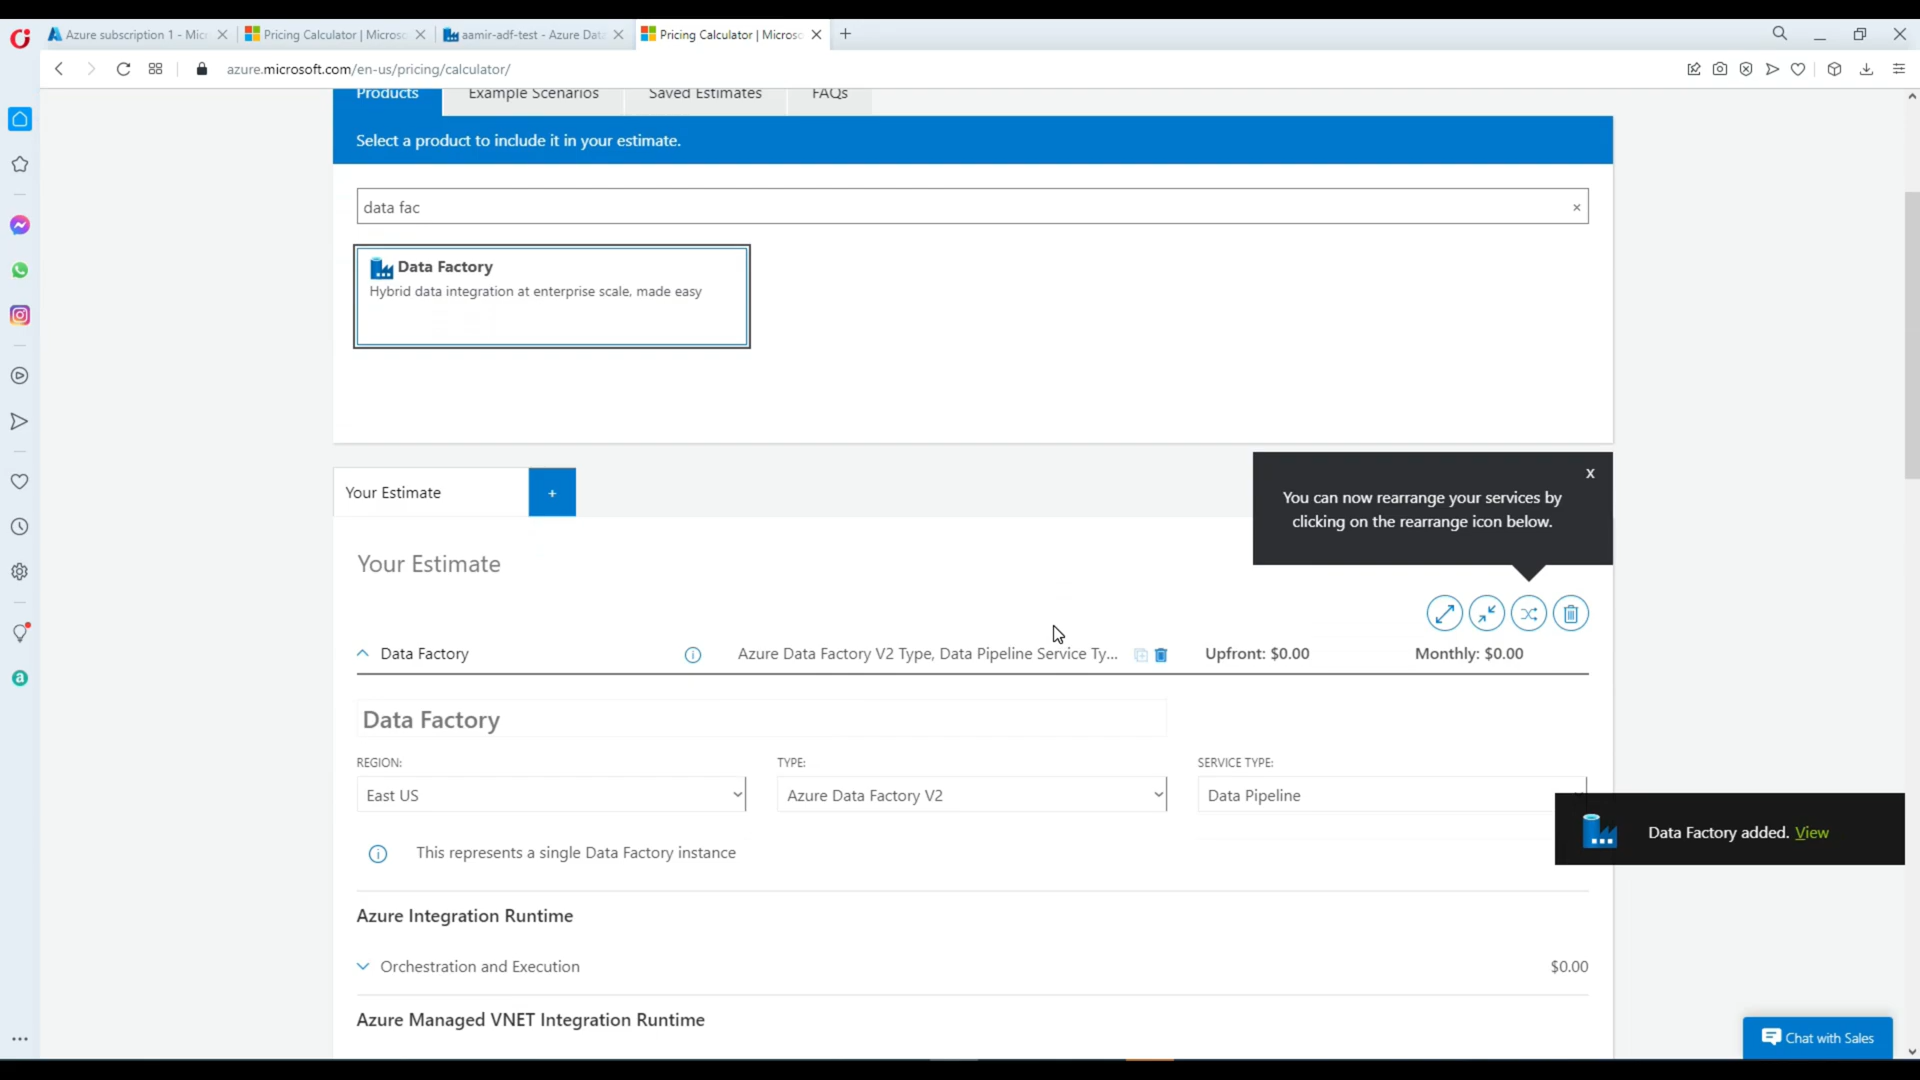 Azure subscription 1 - Micr
Pricing Calculator | Microso
aamir-adf-test - Azure Data
Pricing Calculator | Microso
azure.microsoft.com/en-us/pricing/calculator/
Products
Example Scenarios
Saved Estimates
FAQs
Select a product to include it in your estimate.
data fac
Data Factory
Hybrid data integration at enterprise scale, made easy
Your Estimate
+
x
You can now rearrange your services by
clicking on the rearrange icon below.
Your Estimate
Data Factory
Azure Data Factory V2 Type, Data Pipeline Service Ty...
Upfront: $0.00
Monthly: $0.00
Data Factory
REGION:
TYPE:
SERVICE TYPE:
East US
Azure Data Factory V2
Data Pipeline
Data Factory added. View
This represents a single Data Factory instance
Azure Integration Runtime
Orchestration and Execution
$0.00
Azure Managed VNET Integration Runtime
Chat with Sales